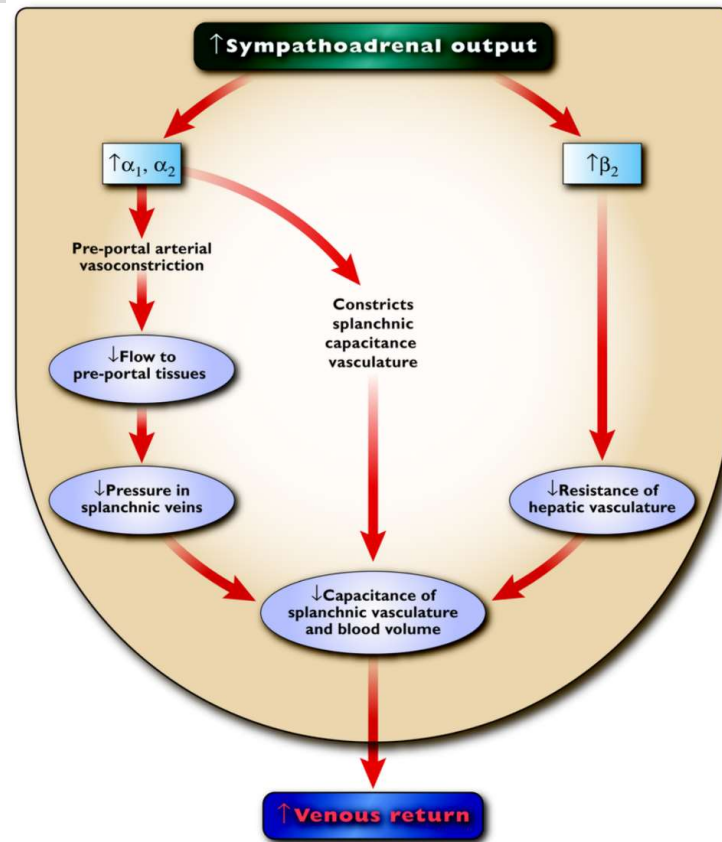 ↑Sympathoadrenal output
↑α₁, α₂
↑β₂
Pre-portal arterial
vasoconstriction
Constricts
splanchnic
capacitance
vasculature
↓Flow to
pre-portal tissues
↓Pressure in
splanchnic veins
↓Resistance of
hepatic vasculature
↓Capacitance of
splanchnic vasculature
and blood volume
↑Venous return